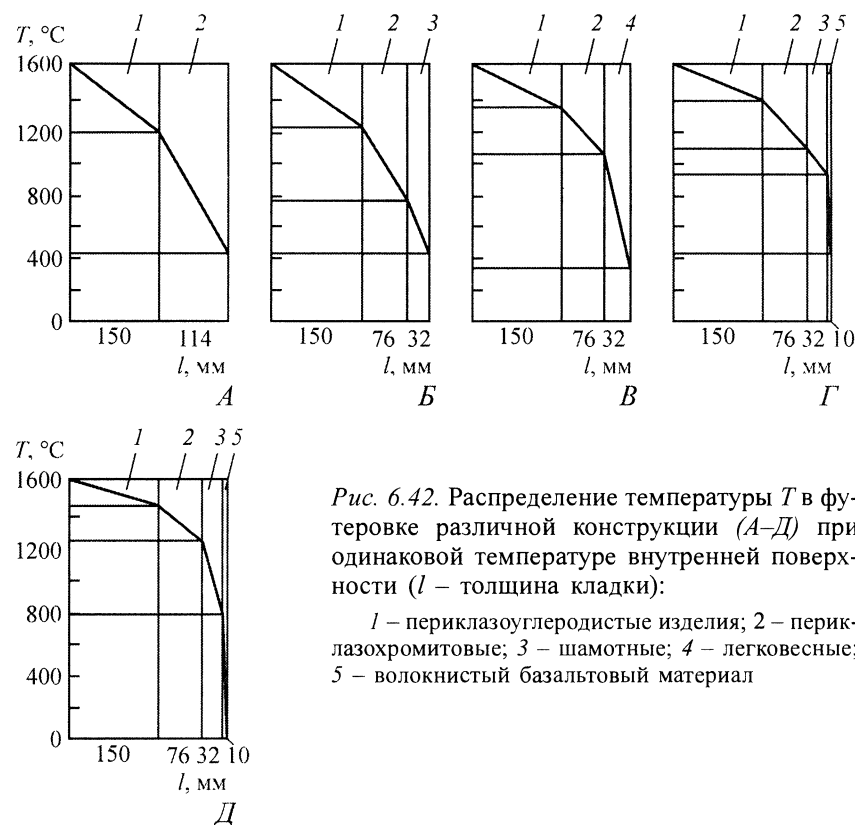 1 2 1 2 3 1 2 4 1 2 3 5
Т, °С
1600
1200
800
400
0
150 114 150 76 32 150 76 32 150 76 32 10
l, мм l, мм l, мм l, мм
А Б В Г
1 2 3 5
Т, °С
1600
1200
800
400
0
150 76 32 10
l, мм
Д
Рис. 6.42. Распределение температуры Т в фу-
теровке различной конструкции (А–Д) при
одинаковой температуре внутренней поверх-
ности (l – толщина кладки):
1 – периклазоуглеродистые изделия; 2 – перик-
лазохромитовые; 3 – шамотные; 4 – легковесные;
5 – волокнистый базальтовый материал